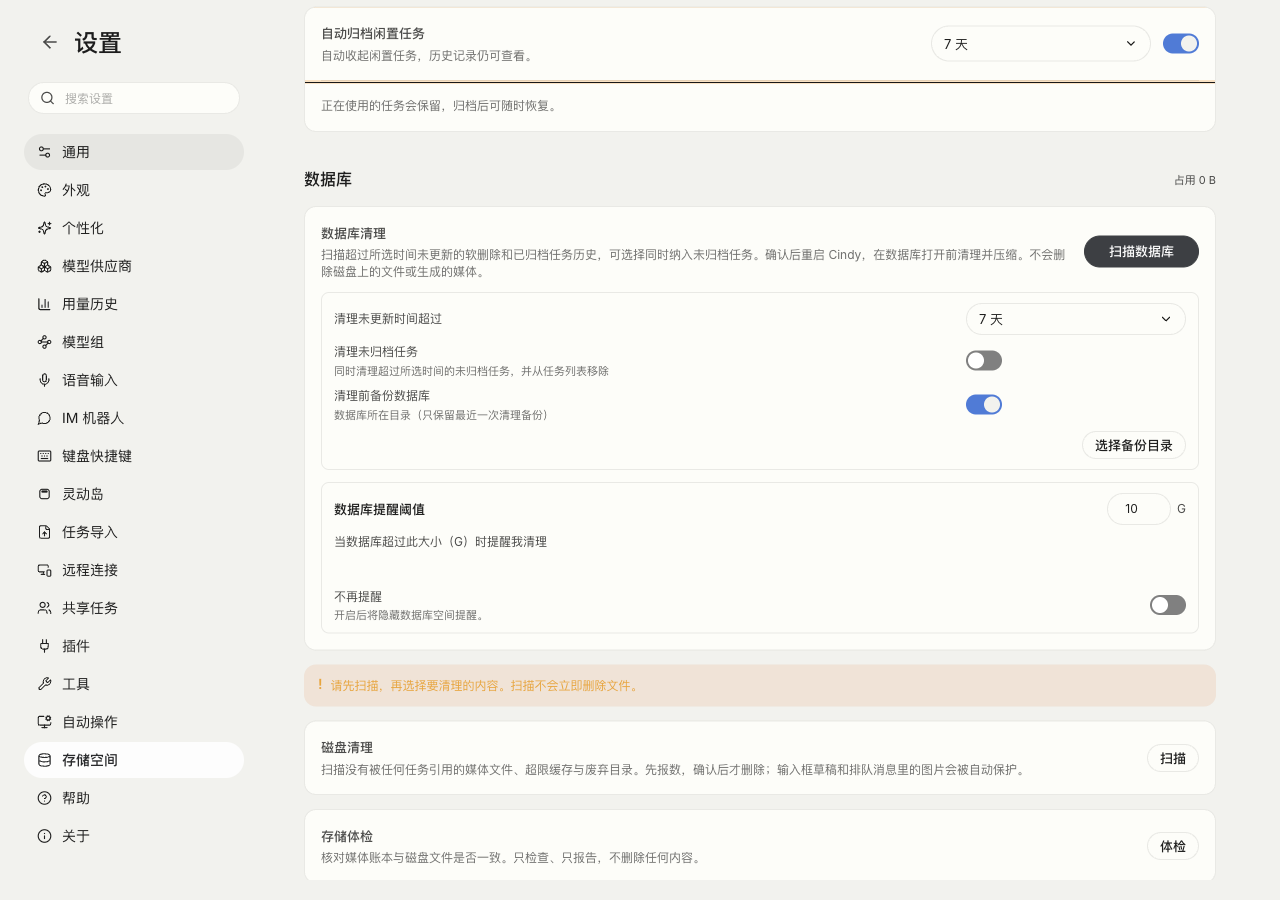 设置
搜索设置
通用
外观
个性化
模型供应商
用量历史
模型组
语音输入
IM 机器人
键盘快捷键
灵动岛
任务导入
远程连接
共享任务
插件
工具
自动操作
存储空间
帮助
关于
自动归档闲置任务
自动收起闲置任务，历史记录仍可查看。
7 天
正在使用的任务会保留，归档后可随时恢复。
数据库
占用 0 B
数据库清理
扫描超过所选时间未更新的软删除和已归档任务历史，可选择同时纳入未归档任务。确认后重启 Cindy，在数据库打开前清理并压缩。不会删
除磁盘上的文件或生成的媒体。
扫描数据库
清理未更新时间超过
7 天
清理未归档任务
同时清理超过所选时间的未归档任务，并从任务列表移除
清理前备份数据库
数据库所在目录（只保留最近一次清理备份）
选择备份目录
数据库提醒阈值
10 G
当数据库超过此大小（G）时提醒我清理
不再提醒
开启后将隐藏数据库空间提醒。
! 请先扫描，再选择要清理的内容。扫描不会立即删除文件。
磁盘清理
扫描没有被任何任务引用的媒体文件、超限缓存与废弃目录。先报数，确认后才删除；输入框草稿和排队消息里的图片会被自动保护。
扫描
存储体检
核对媒体账本与磁盘文件是否一致。只检查、只报告，不删除任何内容。
体检